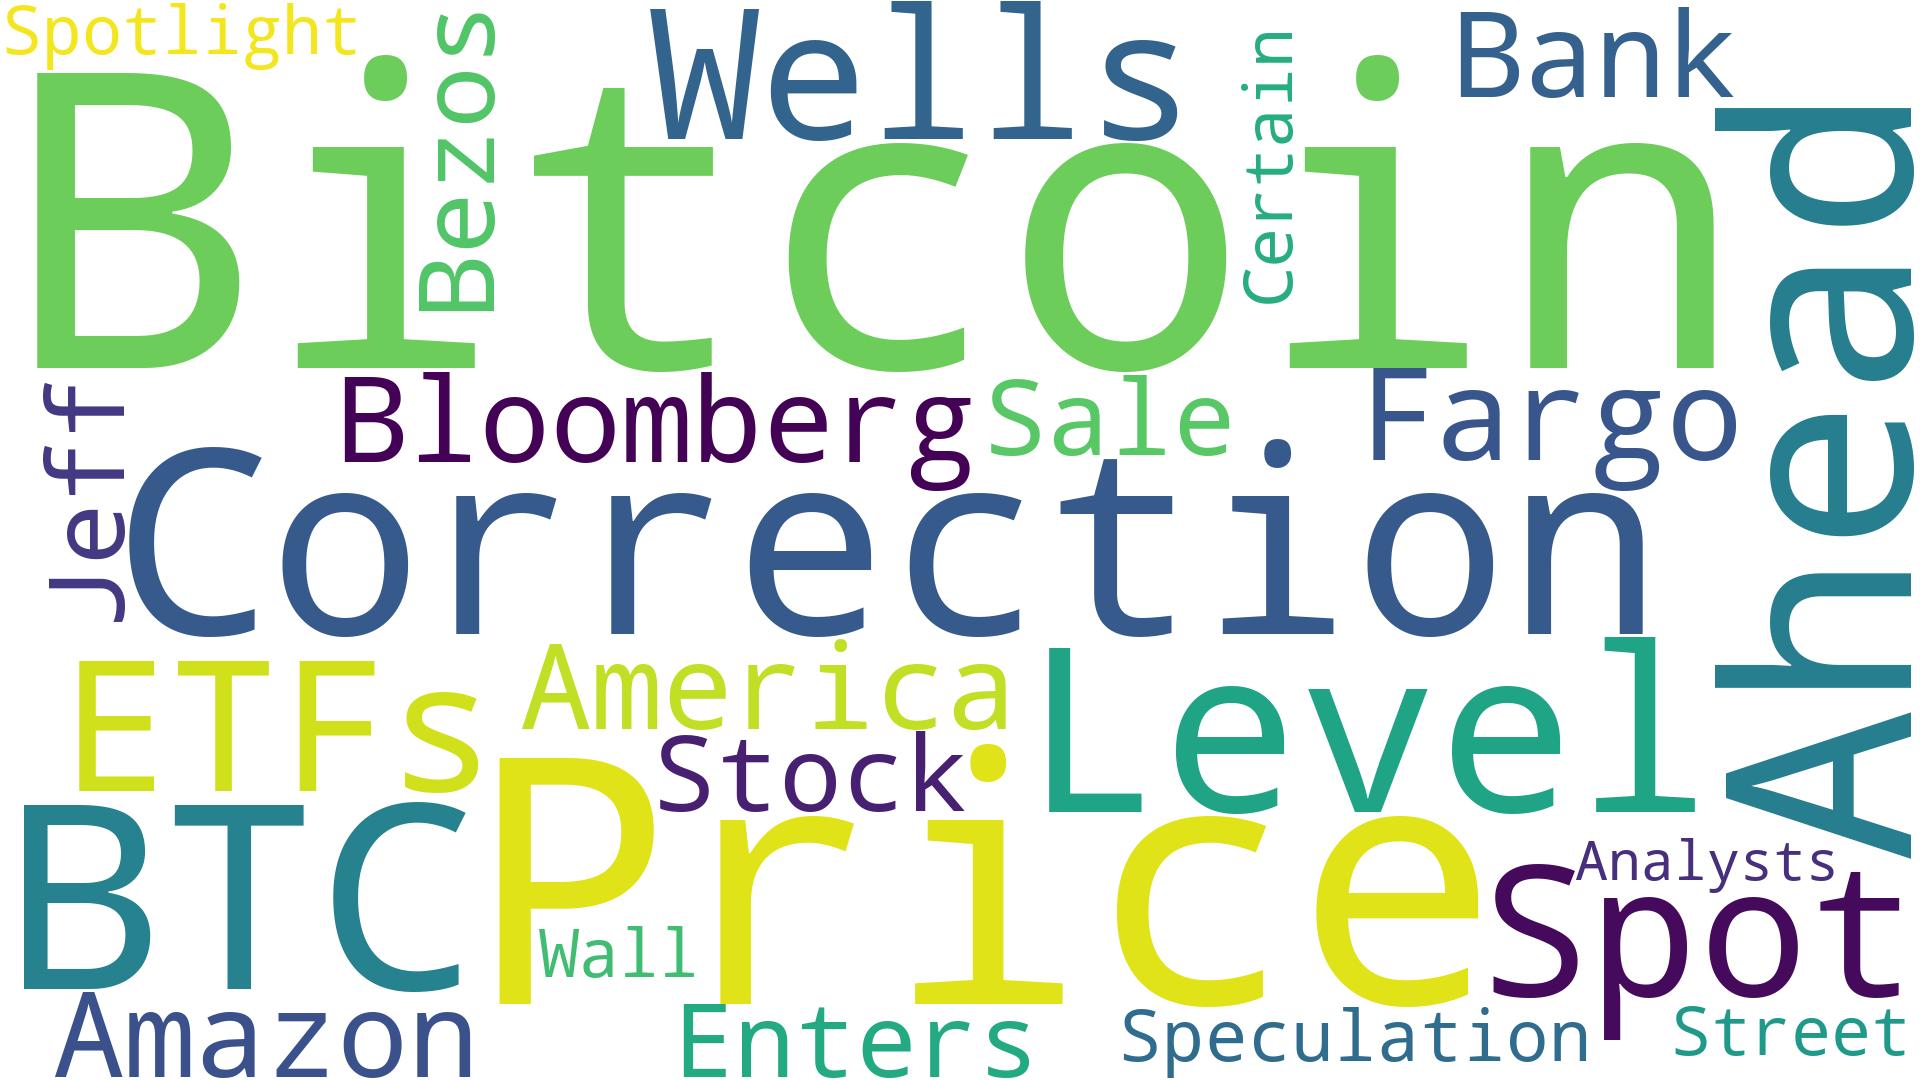 Spotlight
Bezos
Wells
Certain
Bank
Bitcoin
Ahead
Jeff
Bloomberg
Sale
Fargo
Correction
ETFs
America
Level
Stock
BTC
Price
Analysts
Spot
Wall
Amazon
Enters
Speculation
Street